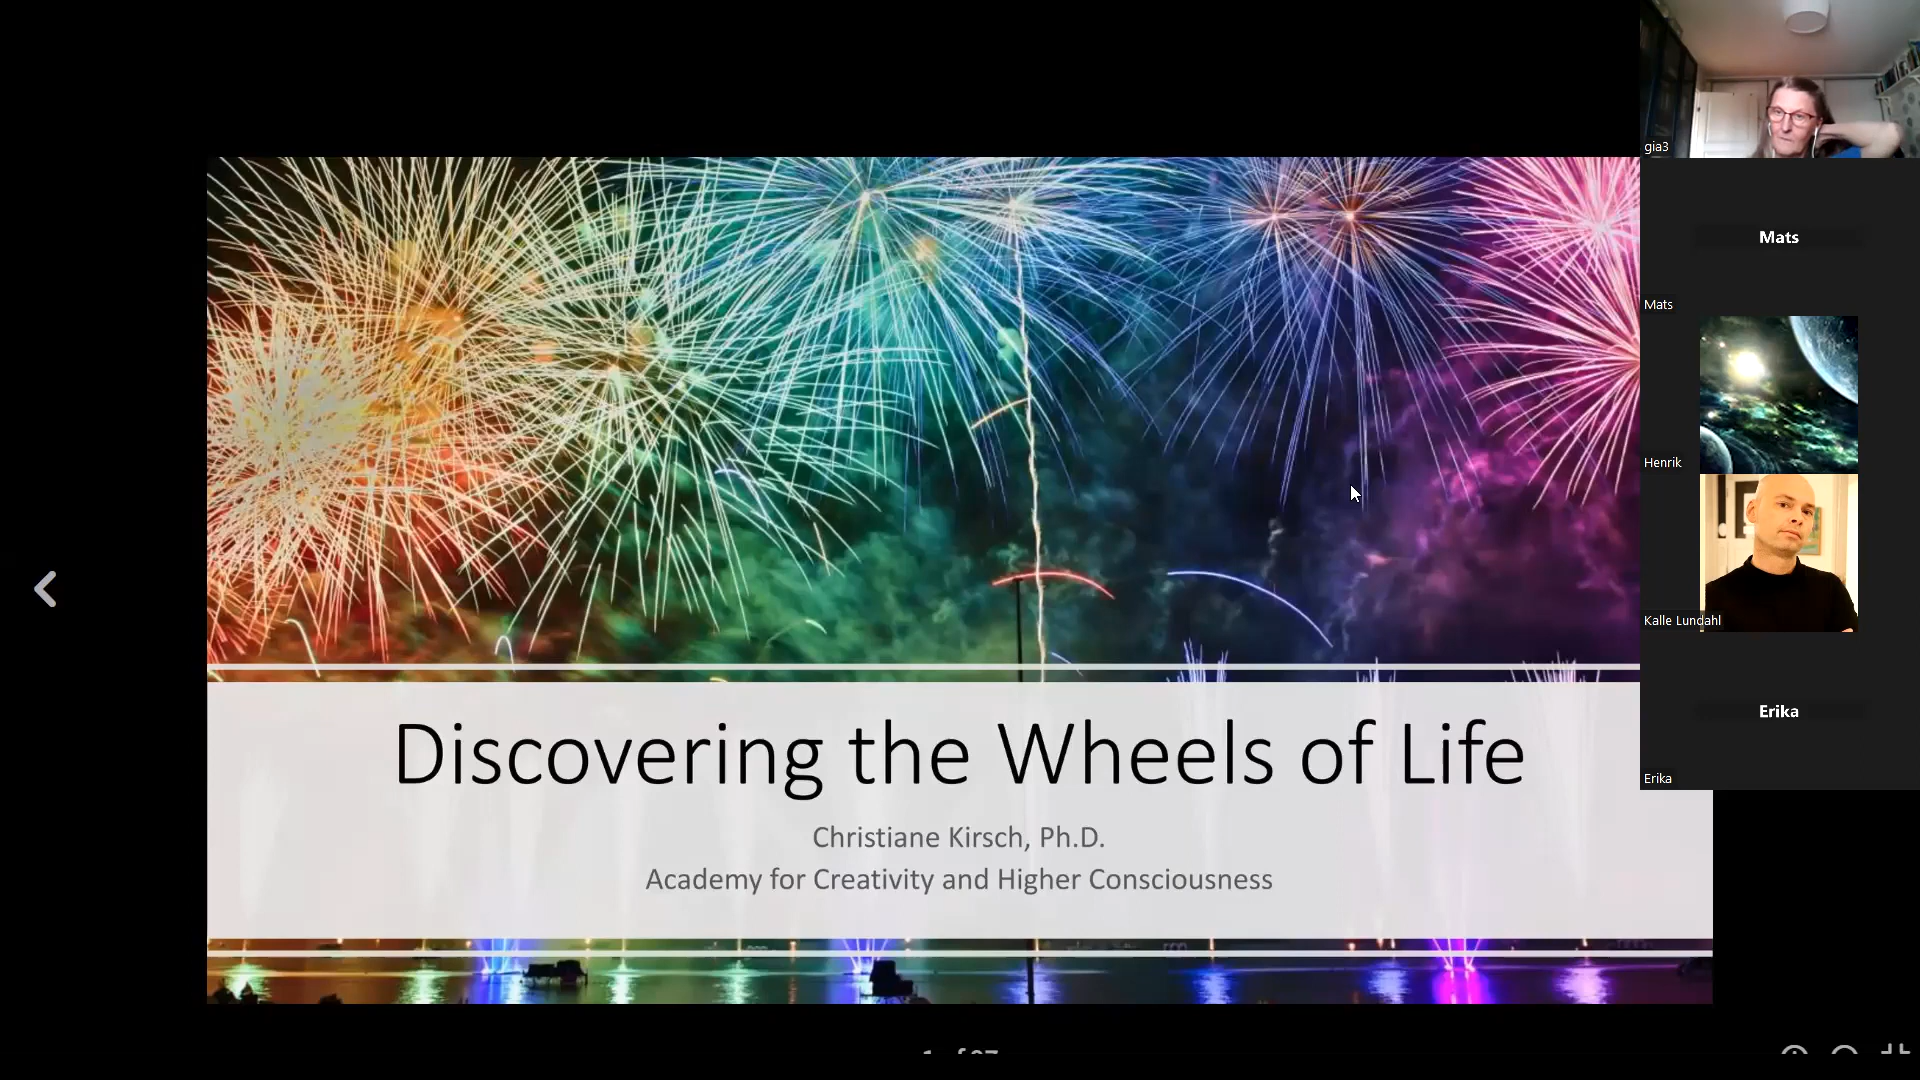 Discovering the Wheels of Life
Christiane Kirsch, Ph.D.
Academy for Creativity and Higher Consciousness
gia3
Mats
Mats
Henrik
Kalle Lundahl
Erika
Erika